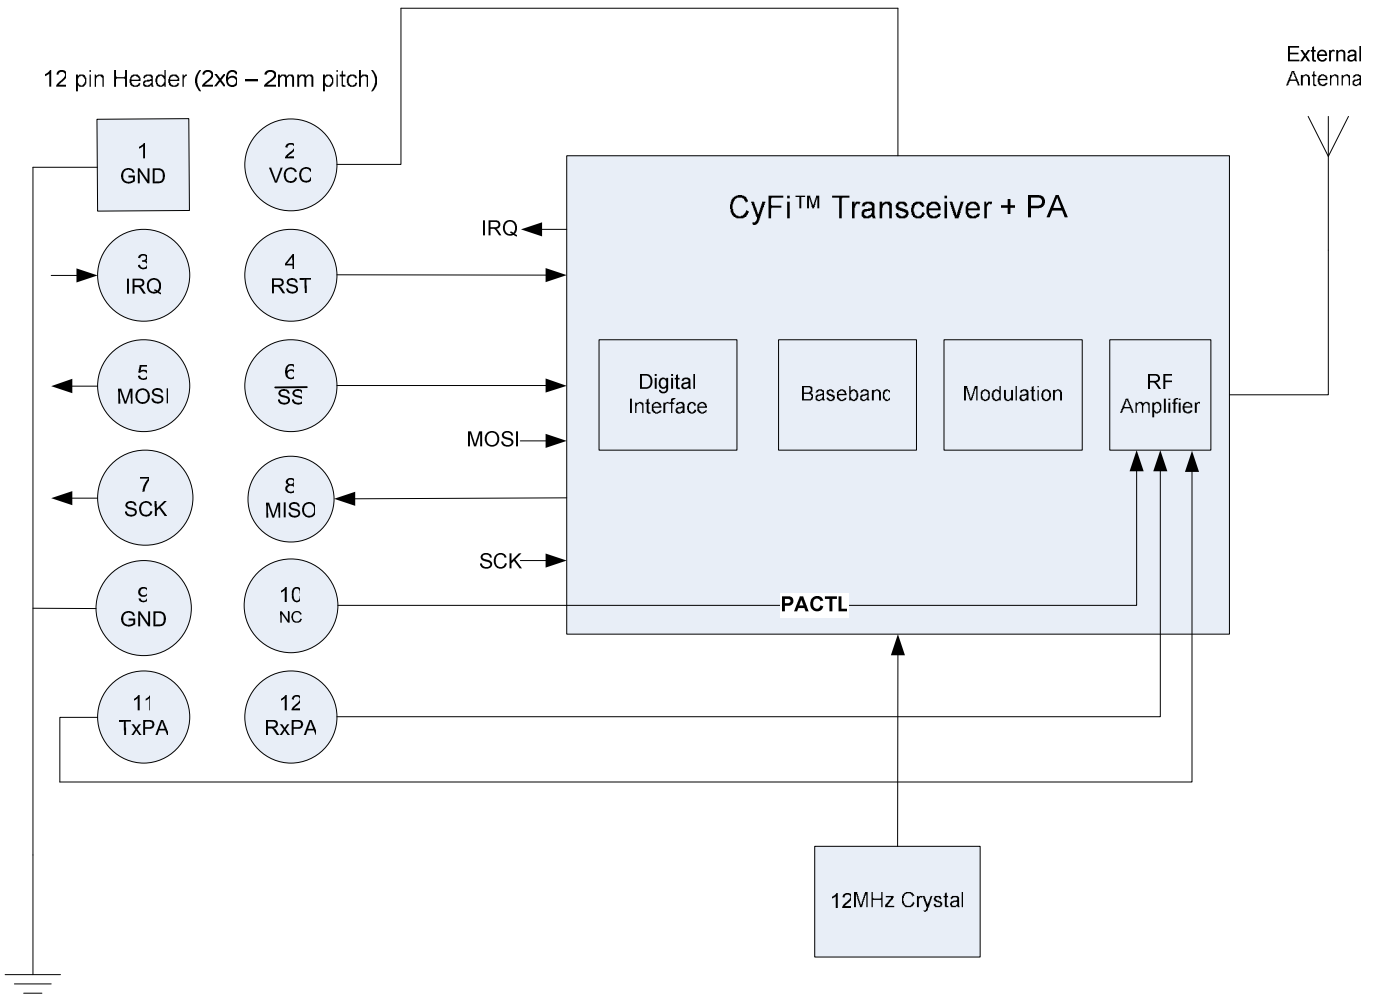 External
Antenna
12 pin Header (2x6 – 2mm pitch)
1
GND
2
VCC
CyFi™ Transceiver + PA
IRQ
3
IRQ
4
RST
5
MOSI
6
SS
Digital
Interface
Baseband
Modulation
RF
Amplifier
MOSI
7
SCK
8
MISO
SCK
9
GND
10
NC
PACTL
11
TxPA
12
RxPA
12MHz Crystal